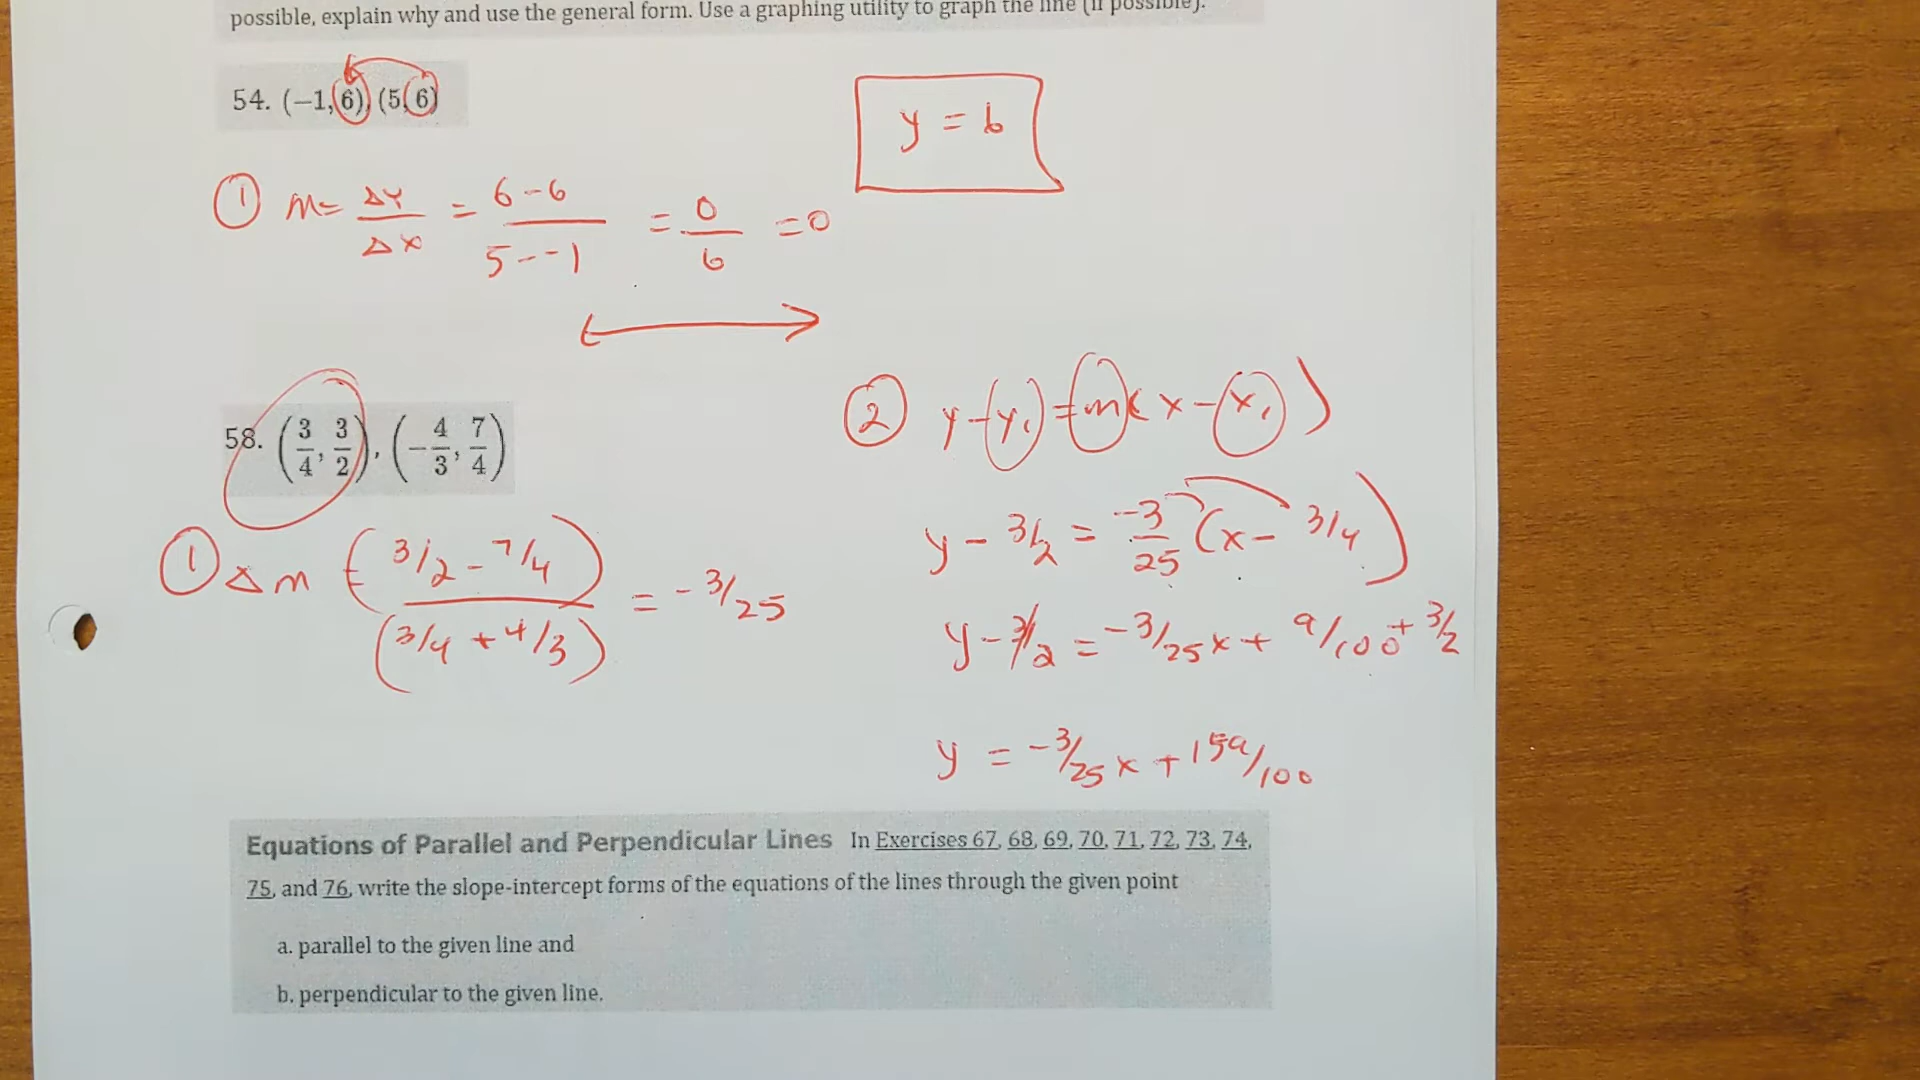 possible, explain why and use the general form. Use a graphing utility to graph the line (if possible).
54. (−1, 6), (5, 6)
y = 6
① m = Δy/Δx = (6 - 6)/(5 - -1) = 0/6 = 0
58. (3/4, 3/2), (−4/3, 7/4)
② y - y₁ = m(x - x₁)
① Δm = (3/2 - 7/4)/(3/4 + 4/3) = -3/25
y - 3/2 = -3/25 (x - 3/4)
y - 3/2 = -3/25 x + 9/100 + 3/2
y = -3/25 x + 159/100
Equations of Parallel and Perpendicular Lines In Exercises 67, 68, 69, 70, 71, 72, 73, 74,
75, and 76, write the slope-intercept forms of the equations of the lines through the given point
a. parallel to the given line and
b. perpendicular to the given line.